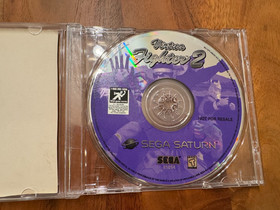 Virtua
Fighter 2
NOT FOR RESALE
SEGA SATURN
SEGA